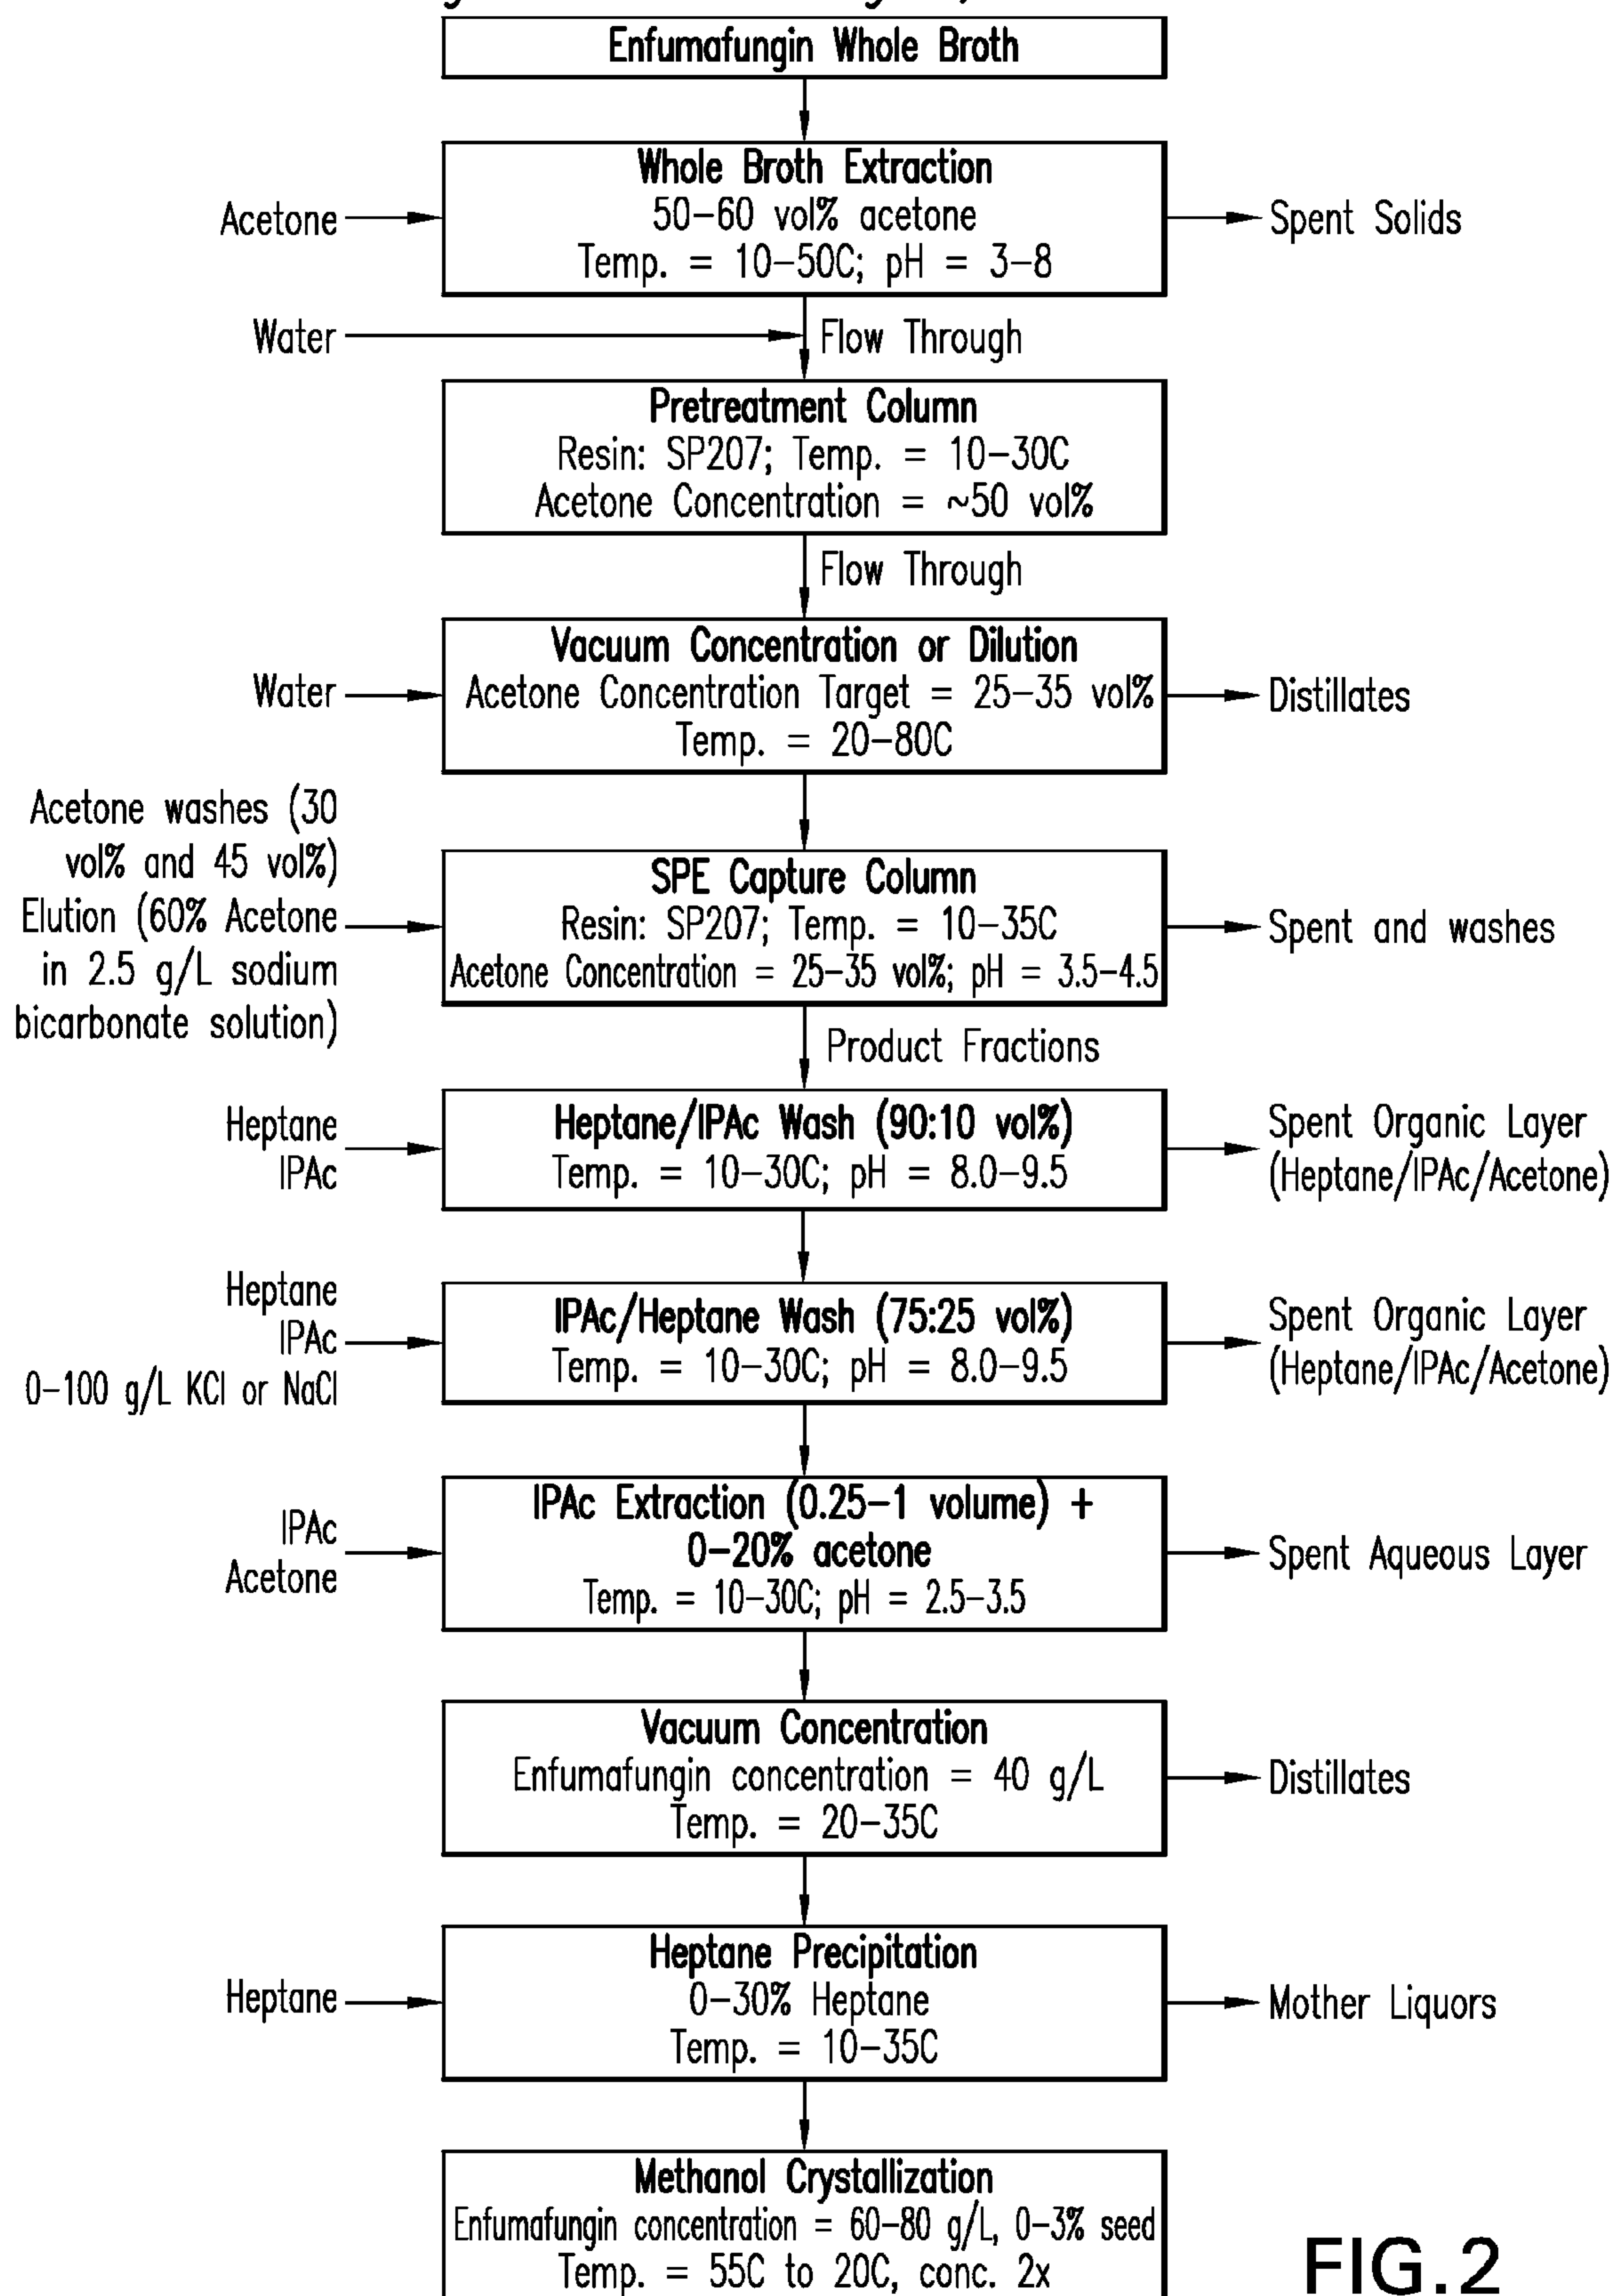 Enfumafungin Whole Broth
Whole Broth Extraction
50-60 vol% acetone
Temp. = 10-50C; pH = 3-8
Acetone
Spent Solids
Water
Flow Through
Pretreatment Column
Resin: SP207; Temp. = 10-30C
Acetone Concentration = ~50 vol%
Flow Through
Vacuum Concentration or Dilution
Acetone Concentration Target = 25-35 vol%
Temp. = 20-80C
Water
Distillates
Acetone washes (30
vol% and 45 vol%)
Elution (60% Acetone
in 2.5 g/L sodium
bicarbonate solution)
SPE Capture Column
Resin: SP207; Temp. = 10-35C
Acetone Concentration = 25-35 vol%; pH = 3.5-4.5
Spent and washes
Product Fractions
Heptane
IPAc
Heptane/IPAc Wash (90:10 vol%)
Temp. = 10-30C; pH = 8.0-9.5
Spent Organic Layer
(Heptane/IPAc/Acetone)
Heptane
IPAc
0-100 g/L KCl or NaCl
IPAc/Heptane Wash (75:25 vol%)
Temp. = 10-30C; pH = 8.0-9.5
Spent Organic Layer
(Heptane/IPAc/Acetone)
IPAc
Acetone
IPAc Extraction (0.25-1 volume) +
0-20% acetone
Temp. = 10-30C; pH = 2.5-3.5
Spent Aqueous Layer
Vacuum Concentration
Enfumafungin concentration = 40 g/L
Temp. = 20-35C
Distillates
Heptane
Heptane Precipitation
0-30% Heptane
Temp. = 10-35C
Mother Liquors
Methanol Crystallization
Enfumafungin concentration = 60-80 g/L, 0-3% seed
Temp. = 55C to 20C, conc. 2x
FIG.2